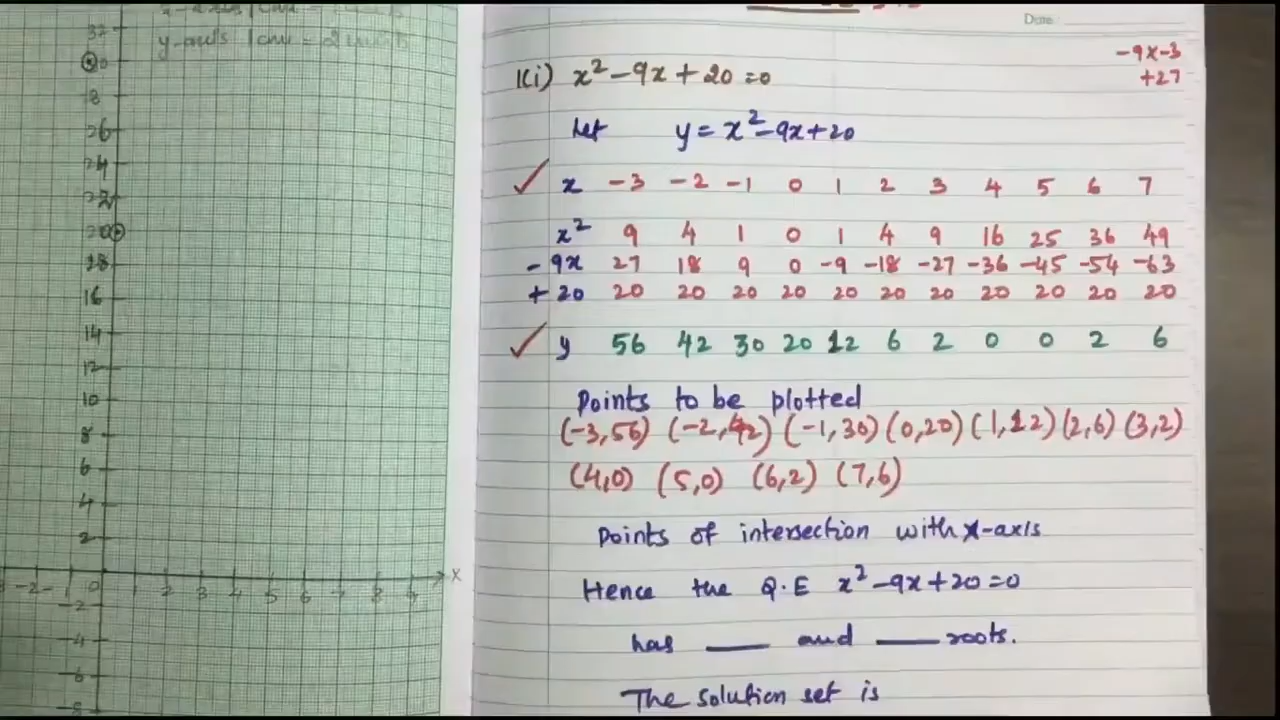 y-axis 1cm = 2 units
32
30
28
26
24
22
20
18
16
14
12
10
8
6
4
2
-2 -1 0 1 2 3 4 5 6 7 8 9 X
-2
-4
-6
-8
Date:
-9x-3
+27
1(i) x² - 9x + 20 = 0
Let y = x² - 9x + 20
✓ x -3 -2 -1 0 1 2 3 4 5 6 7
x² 9 4 1 0 1 4 9 16 25 36 49
- 9x 27 18 9 0 -9 -18 -27 -36 -45 -54 -63
+ 20 20 20 20 20 20 20 20 20 20 20 20
✓ y 56 42 30 20 12 6 2 0 0 2 6
Points to be plotted
(-3,56) (-2,42) (-1,30) (0,20) (1,12) (2,6) (3,2)
(4,0) (5,0) (6,2) (7,6)
Points of intersection with x-axis
Hence the Q.E x² - 9x + 20 = 0
has ___ and ___ roots.
The solution set is